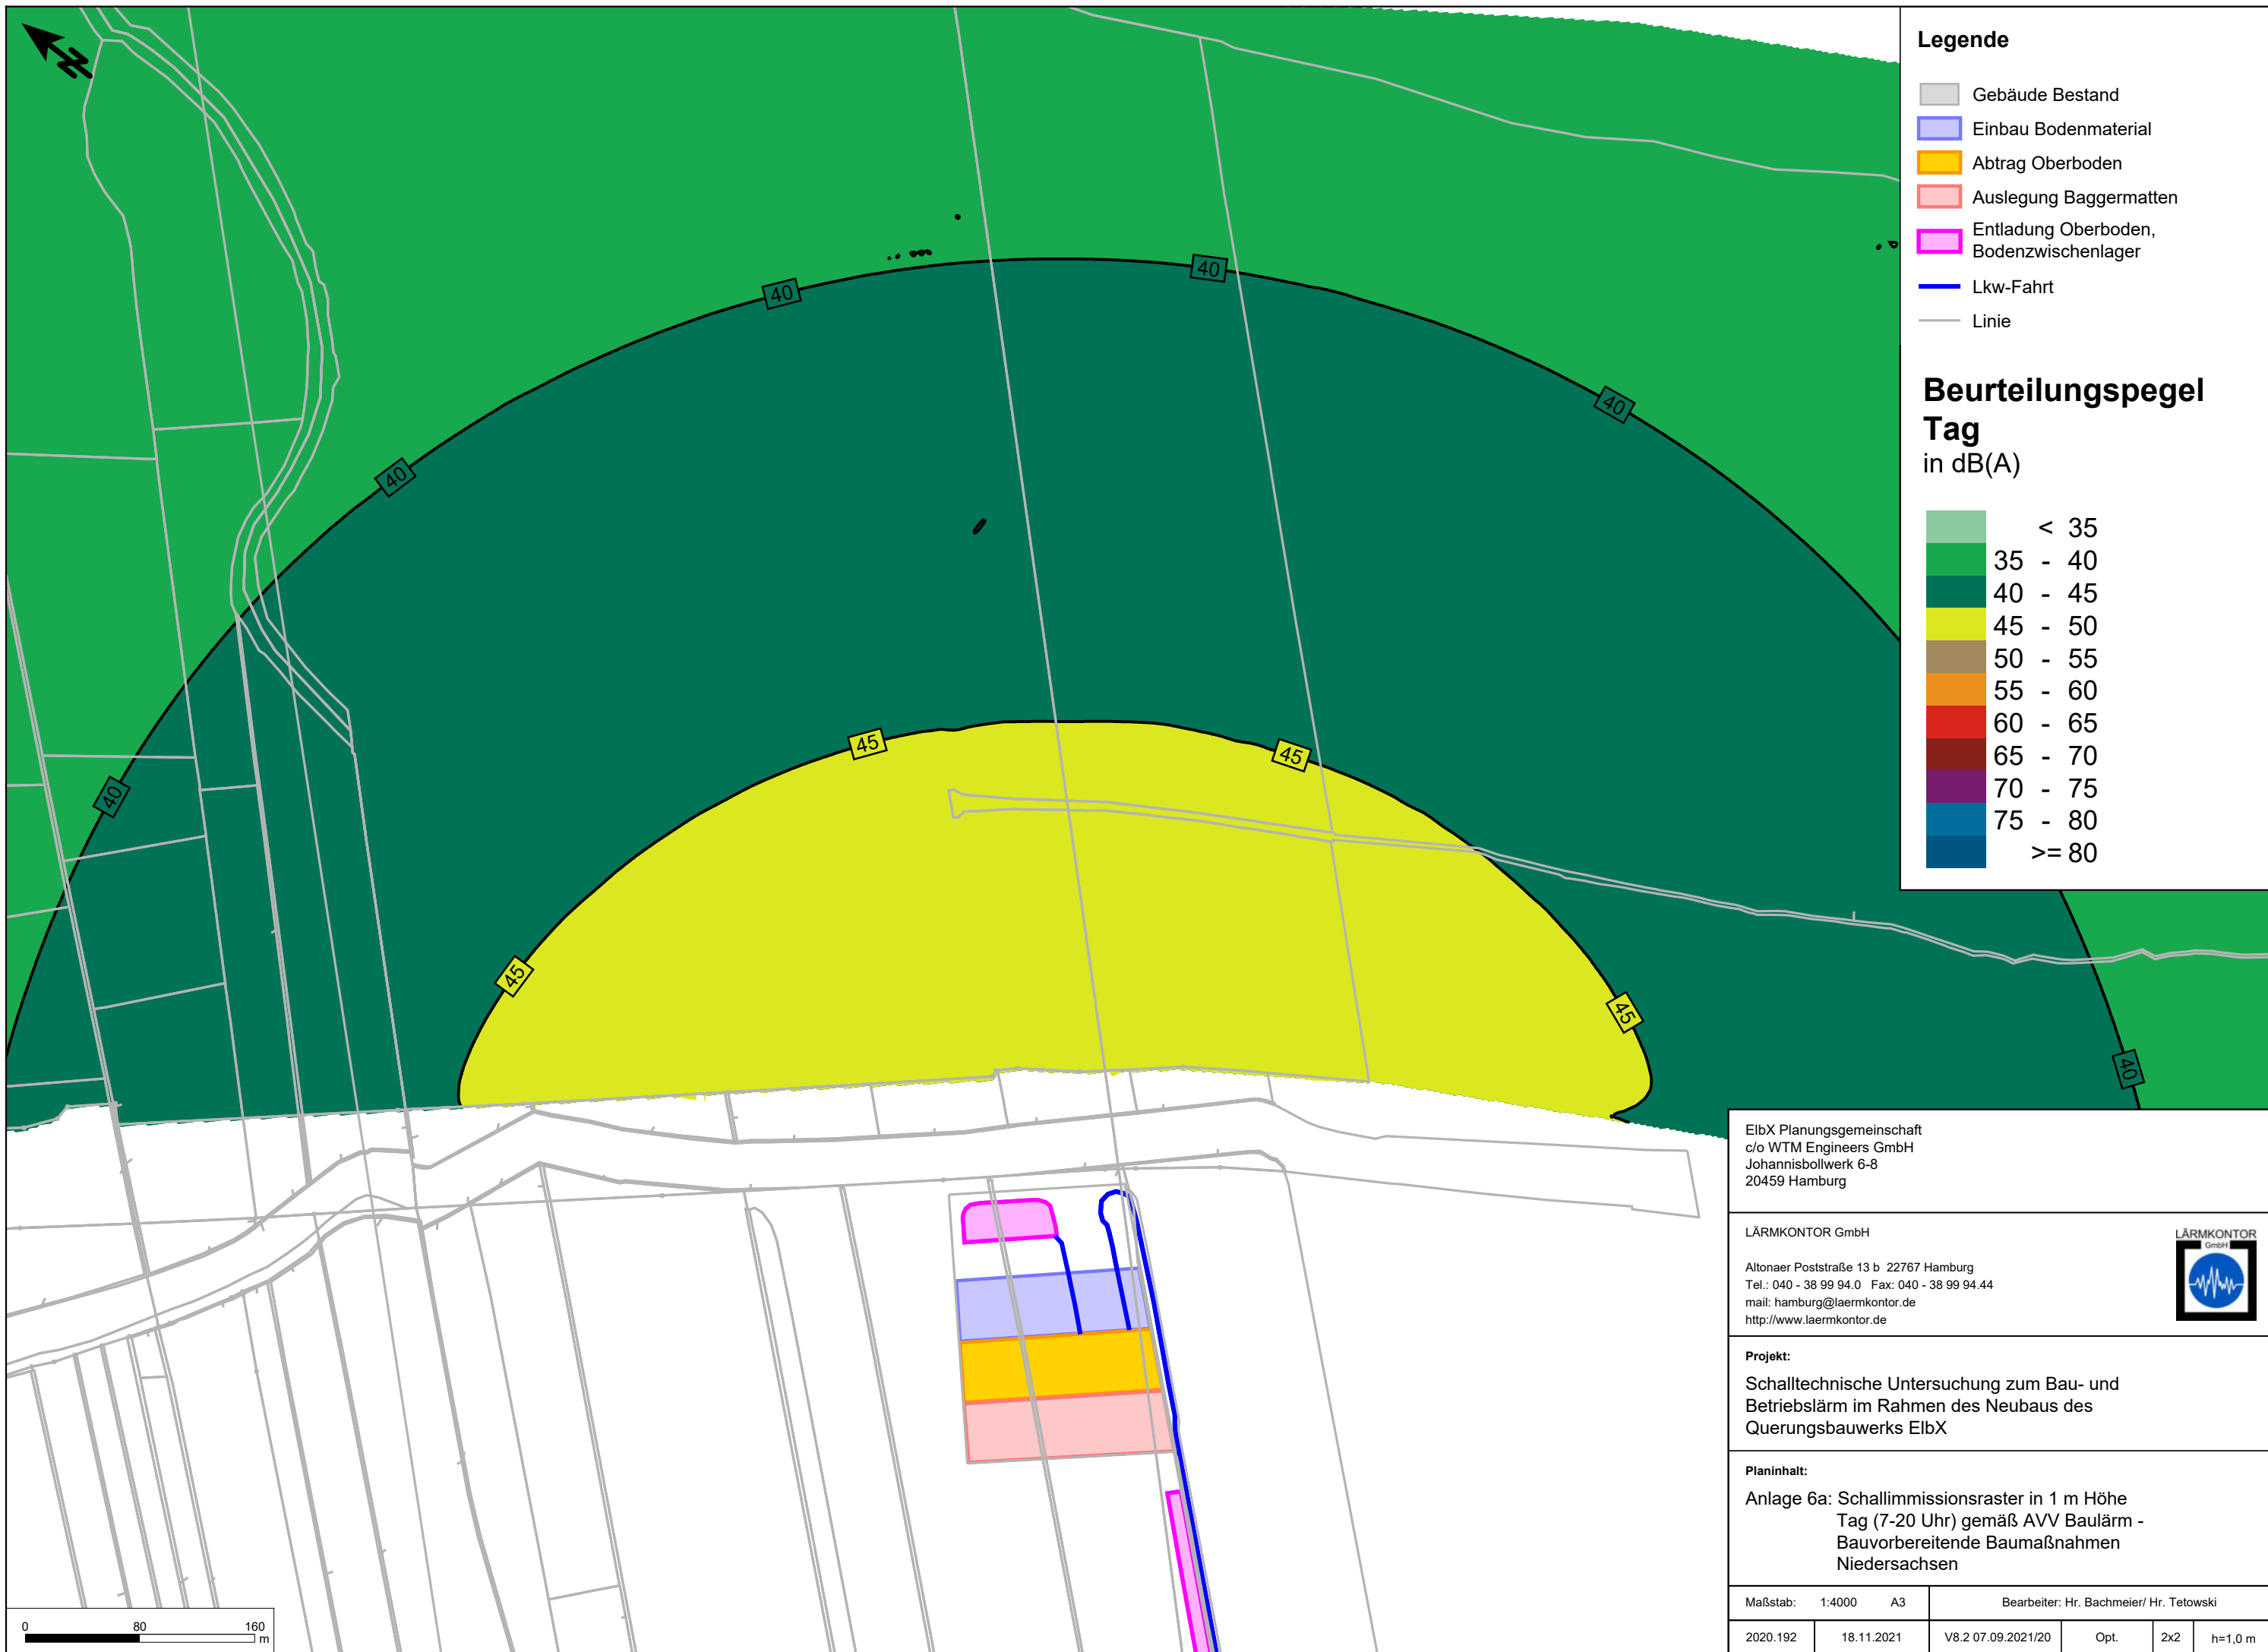 N
Legende
Gebäude Bestand
Einbau Bodenmaterial
Abtrag Oberboden
Auslegung Baggermatten
Entladung Oberboden,
Bodenzwischenlager
Lkw-Fahrt
Linie
Beurteilungspegel
Tag
in dB(A)
< 35
35 - 40
40 - 45
45 - 50
50 - 55
55 - 60
60 - 65
65 - 70
70 - 75
75 - 80
>= 80
40
40
40
40
40
40
45
45
45
45
ElbX Planungsgemeinschaft
c/o WTM Engineers GmbH
Johannisbollwerk 6-8
20459 Hamburg
LÄRMKONTOR GmbH
Altonaer Poststraße 13 b 22767 Hamburg
Tel.: 040 - 38 99 94.0 Fax: 040 - 38 99 94.44
mail: hamburg@laermkontor.de
http://www.laermkontor.de
LÄRMKONTOR
GmbH
Projekt:
Schalltechnische Untersuchung zum Bau- und
Betriebslärm im Rahmen des Neubaus des
Querungsbauwerks ElbX
Planinhalt:
Anlage 6a: Schallimmissionsraster in 1 m Höhe
Tag (7-20 Uhr) gemäß AVV Baulärm -
Bauvorbereitende Baumaßnahmen
Niedersachsen
Maßstab: 1:4000 A3 Bearbeiter: Hr. Bachmeier/ Hr. Tetowski
2020.192 18.11.2021 V8.2 07.09.2021/20 Opt. 2x2 h=1,0 m
0 80 160
m